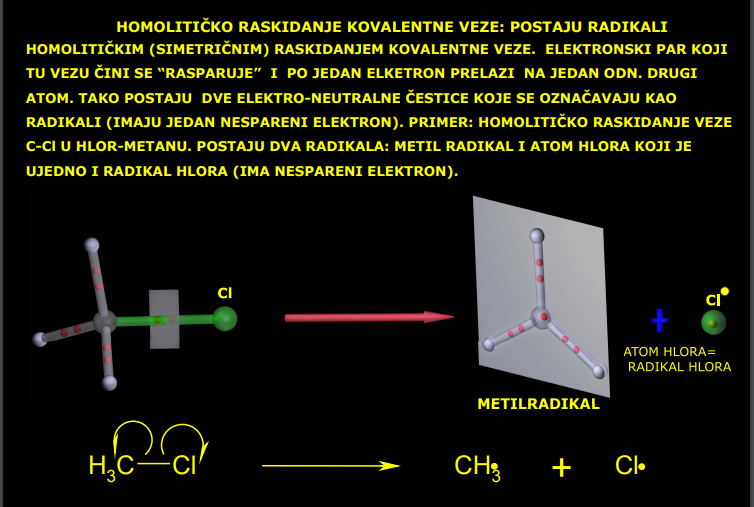 HOMOLITIČKO RASKIDANJE KOVALENTNE VEZE: POSTAJU RADIKALI
HOMOLITIČKIM (SIMETRIČNIM) RASKIDANJEM KOVALENTNE VEZE. ELEKTRONSKI PAR KOJI
TU VEZU ČINI SE “RASPARUJE” I PO JEDAN ELKETRON PRELAZI NA JEDAN ODN. DRUGI
ATOM. TAKO POSTAJU DVE ELEKTRO-NEUTRALNE ČESTICE KOJE SE OZNAČAVAJU KAO
RADIKALI (IMAJU JEDAN NESPARENI ELEKTRON). PRIMER: HOMOLITIČKO RASKIDANJE VEZE
C-Cl U HLOR-METANU. POSTAJU DVA RADIKALA: METIL RADIKAL I ATOM HLORA KOJI JE
UJEDNO I RADIKAL HLORA (IMA NESPARENI ELEKTRON).
Cl
+
Cl•
ATOM HLORA=
RADIKAL HLORA
METILRADIKAL
H₃C—Cl CH₃• + Cl•